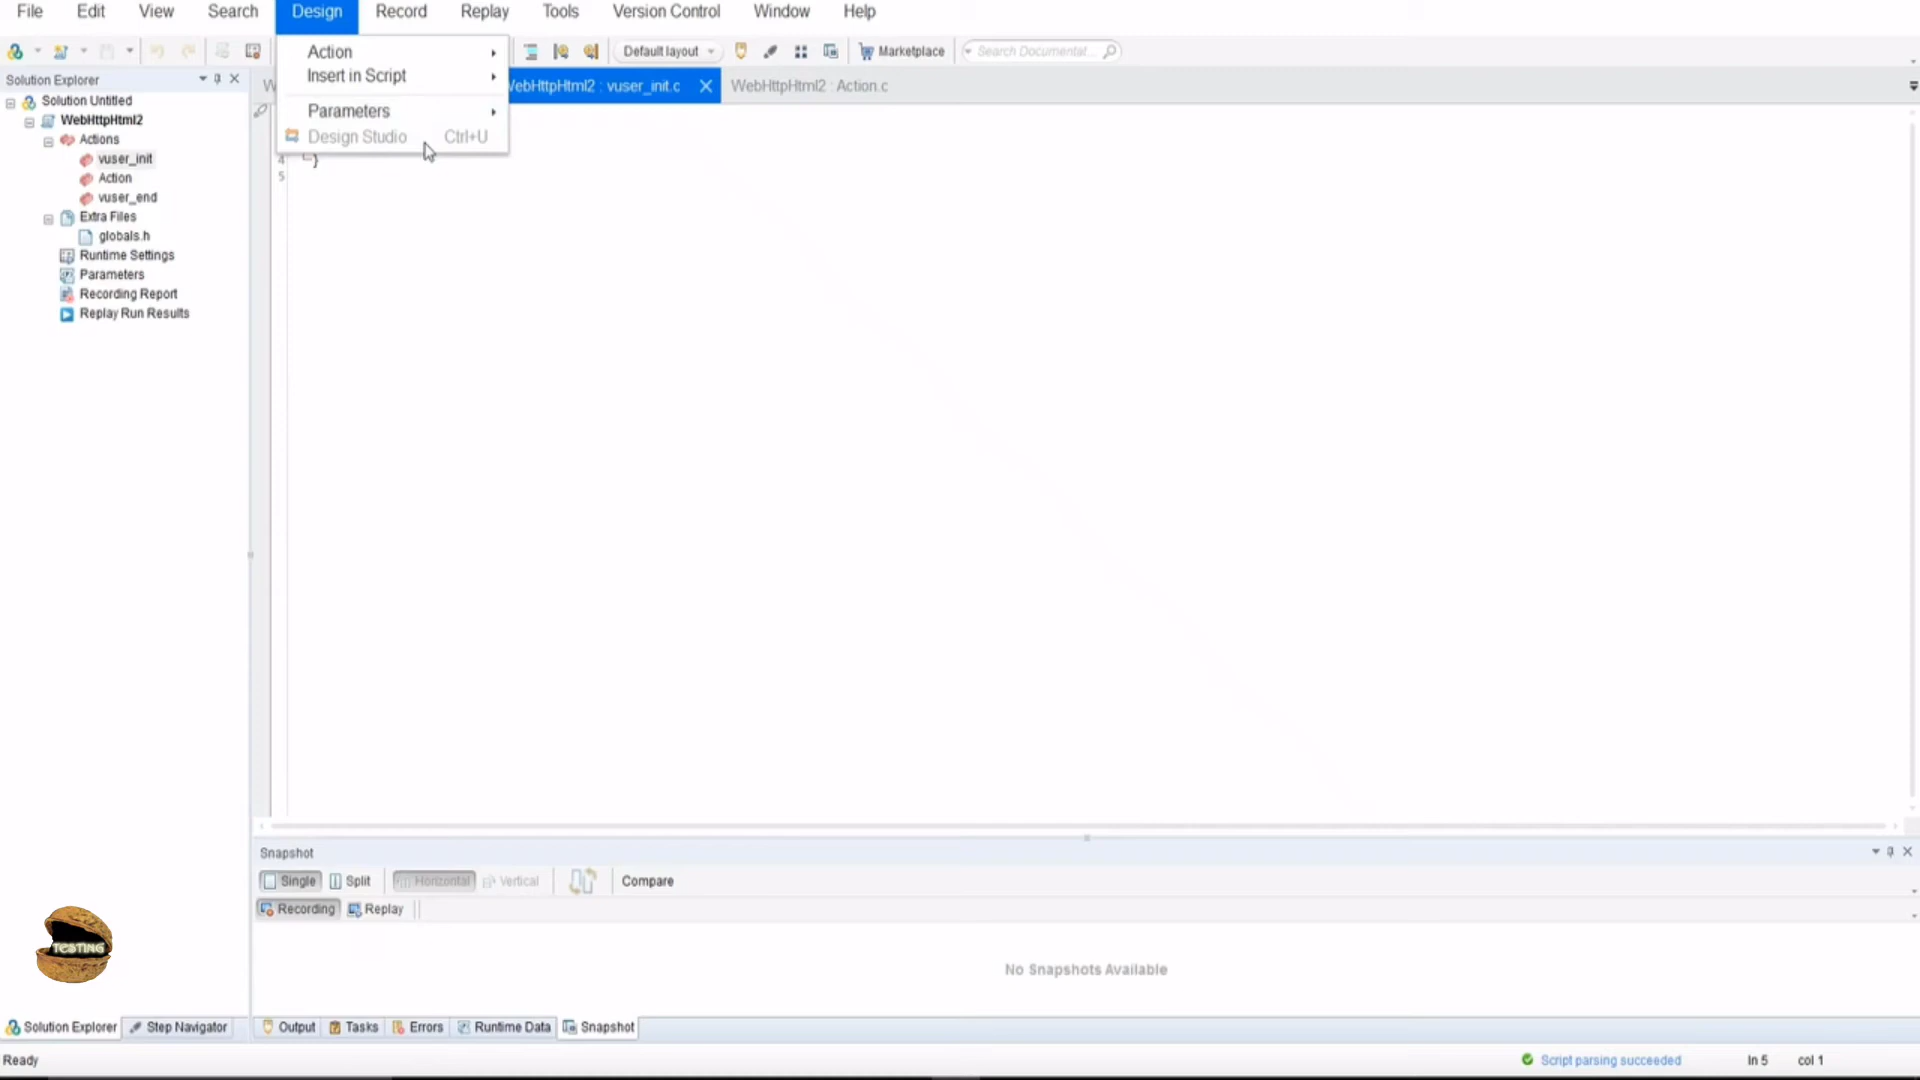 File Edit View Search Design Record Replay Tools Version Control Window Help
Default layout Marketplace Search Documentat...
Action
Insert in Script
Parameters
Design Studio Ctrl+U
Solution Explorer
W
WebHttpHtml2 : vuser_init.c
WebHttpHtml2 : Action.c
Solution Untitled
WebHttpHtml2
Actions
vuser_init
Action
vuser_end
Extra Files
globals.h
Runtime Settings
Parameters
Recording Report
Replay Run Results
4 }
5
Snapshot
Single Split Horizontal Vertical Compare
Recording Replay
No Snapshots Available
TESTING
Solution Explorer Step Navigator
Output Tasks Errors Runtime Data Snapshot
Ready
Script parsing succeeded ln 5 col 1